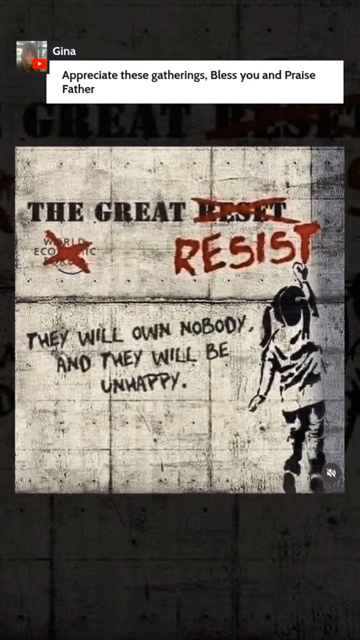 Gina
Appreciate these gatherings, Bless you and Praise
Father
GREAT
THE GREAT RESET
RESIST
WORLD
ECONOMIC
THEY WILL OWN NOBODY,
AND THEY WILL BE
UNHAPPY.